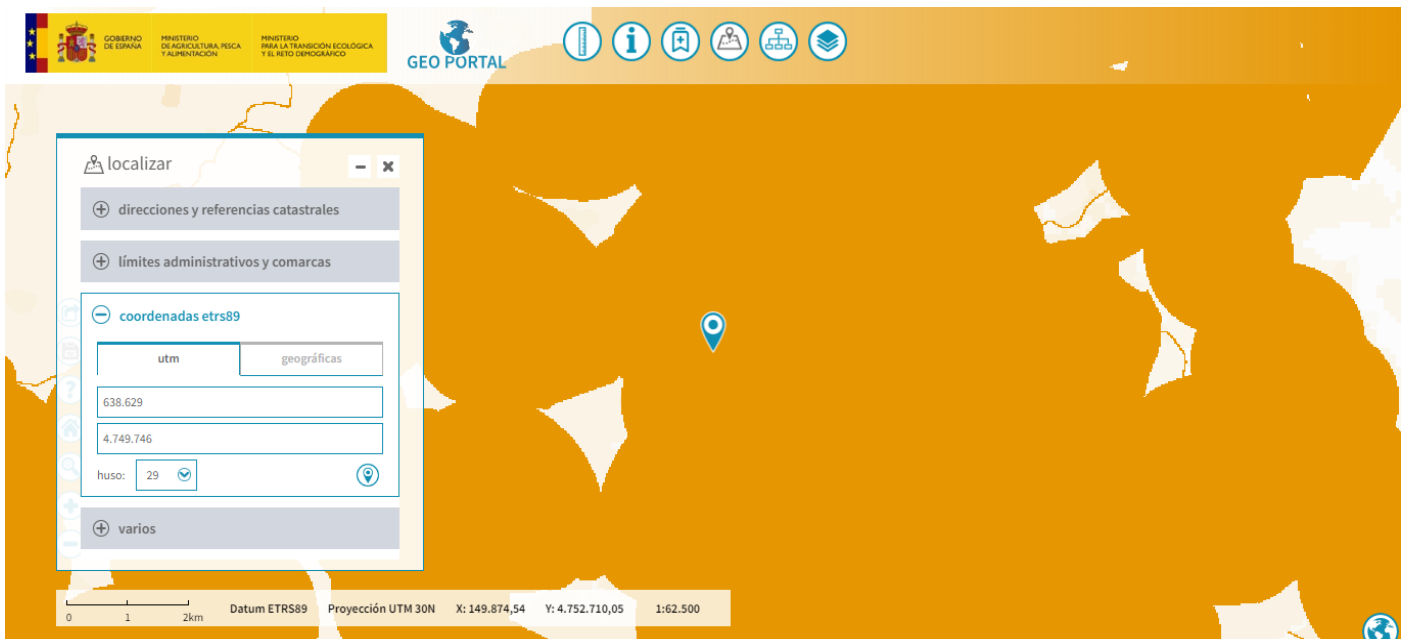 GOBIERNO
DE ESPAÑA
MINISTERIO
DE AGRICULTURA, PESCA
Y ALIMENTACIÓN
MINISTERIO
PARA LA TRANSICIÓN ECOLÓGICA
Y EL RETO DEMOGRÁFICO
GEO PORTAL
localizar
direcciones y referencias catastrales
límites administrativos y comarcas
coordenadas etrs89
utm geográficas
638.629
4.749.746
huso: 29
varios
0 1 2km
Datum ETRS89 Proyección UTM 30N X: 149.874,54 Y: 4.752.710,05 1:62.500